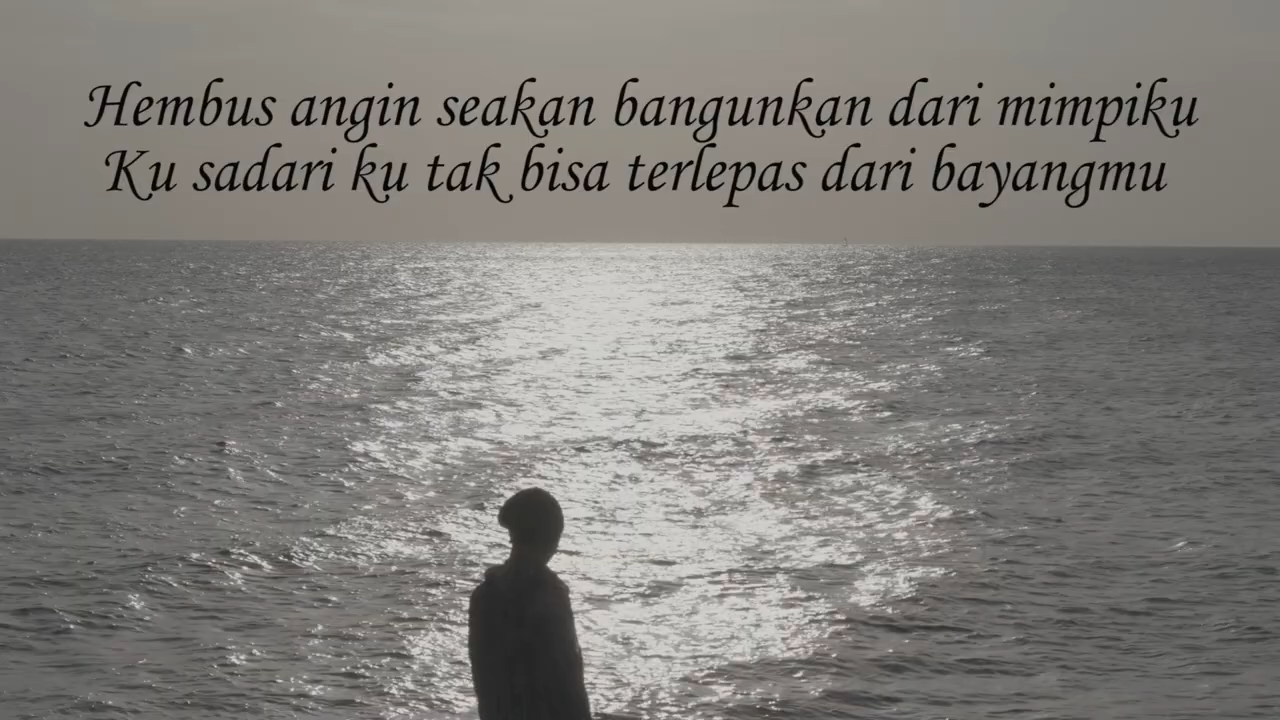 Hembus angin seakan bangunkan dari mimpiku
Ku sadari ku tak bisa terlepas dari bayangmu